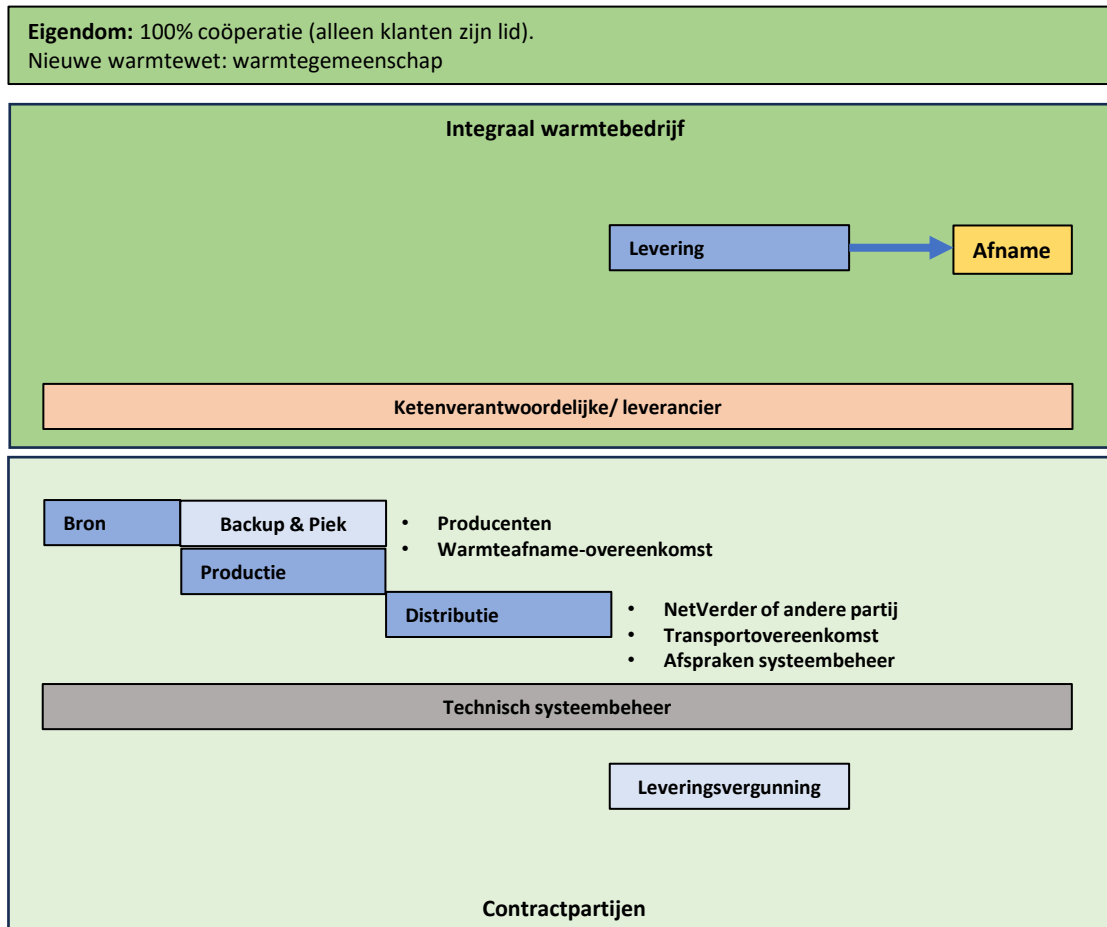 Eigendom: 100% coöperatie (alleen klanten zijn lid).
Nieuwe warmtewet: warmtegemeenschap
Integraal warmtebedrijf
Levering
Afname
Ketenverantwoordelijke/ leverancier
Bron
Backup & Piek
Productie
• Producenten
• Warmteafname-overeenkomst
Distributie
• NetVerder of andere partij
• Transportovereenkomst
• Afspraken systeembeheer
Technisch systeembeheer
Leveringsvergunning
Contractpartijen